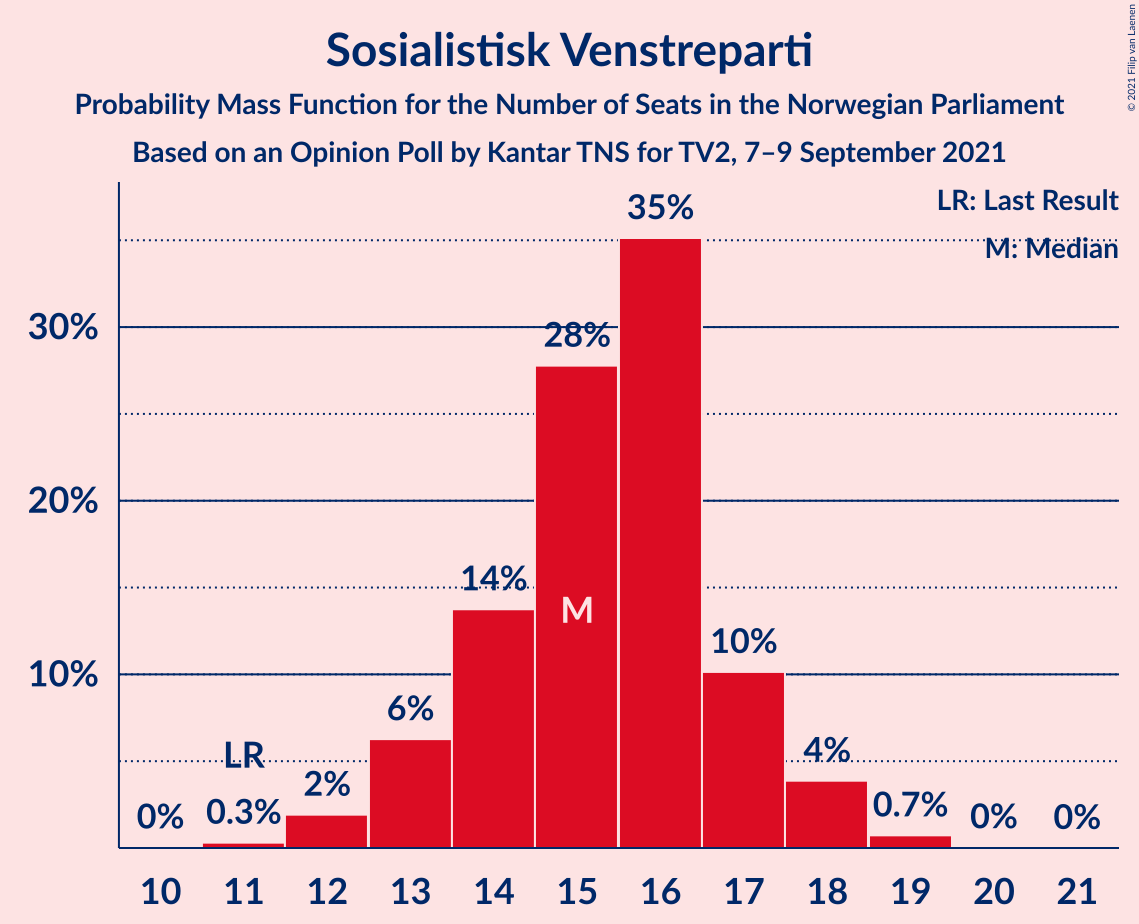 Sosialistisk Venstreparti
Probability Mass Function for the Number of Seats in the Norwegian Parliament
Based on an Opinion Poll by Kantar TNS for TV2, 7–9 September 2021
© 2021 Filip van Laenen
LR: Last Result
M: Median
35%
30%
28%
20%
14%
M
10%
10%
6%
LR
4%
2%
0%
0.3%
0.7%
0%
0%
10 11 12 13 14 15 16 17 18 19 20 21